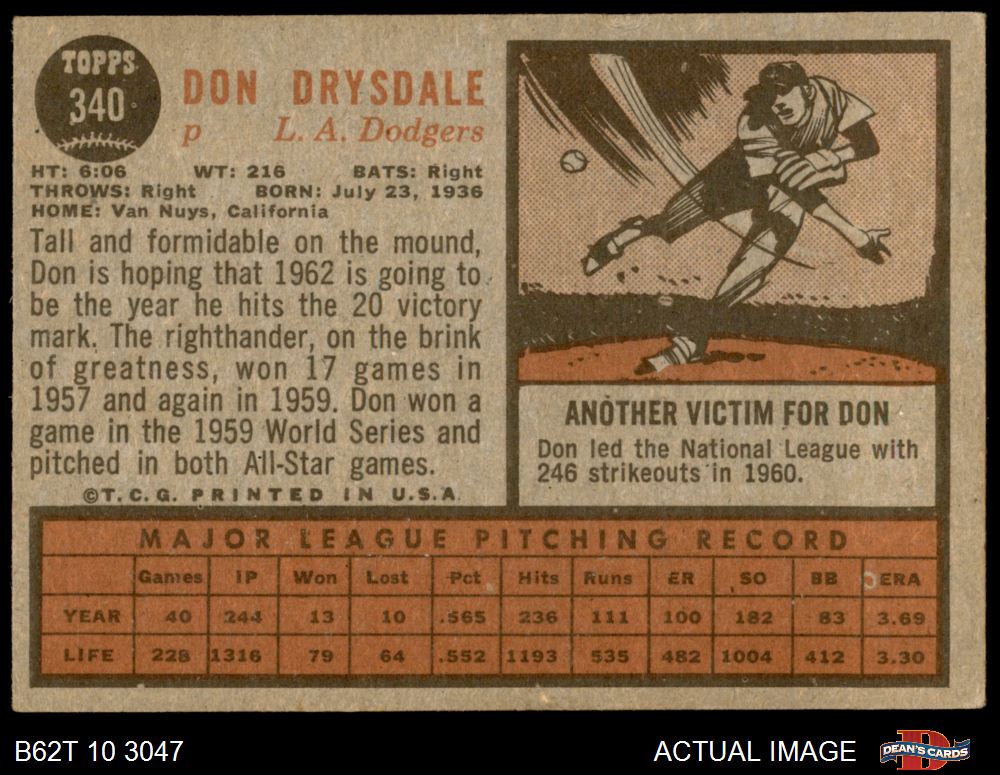 TOPPS
340
DON DRYSDALE
p L. A. Dodgers
HT: 6:06 WT: 216 BATS: Right
THROWS: Right BORN: July 23, 1936
HOME: Van Nuys, California
Tall and formidable on the mound,
Don is hoping that 1962 is going to
be the year he hits the 20 victory
mark. The righthander, on the brink
of greatness, won 17 games in
1957 and again in 1959. Don won a
game in the 1959 World Series and
pitched in both All-Star games.
©T.C.G. PRINTED IN U.S.A.
ANOTHER VICTIM FOR DON
Don led the National League with
246 strikeouts in 1960.
MAJOR LEAGUE PITCHING RECORD
Games IP Won Lost Pct Hits Runs ER SO BB ERA
YEAR 40 244 13 10 .565 236 111 100 182 83 3.69
LIFE 228 1316 79 64 .552 1193 535 482 1004 412 3.30
B62T 10 3047
ACTUAL IMAGE
D
DEAN'S CARDS